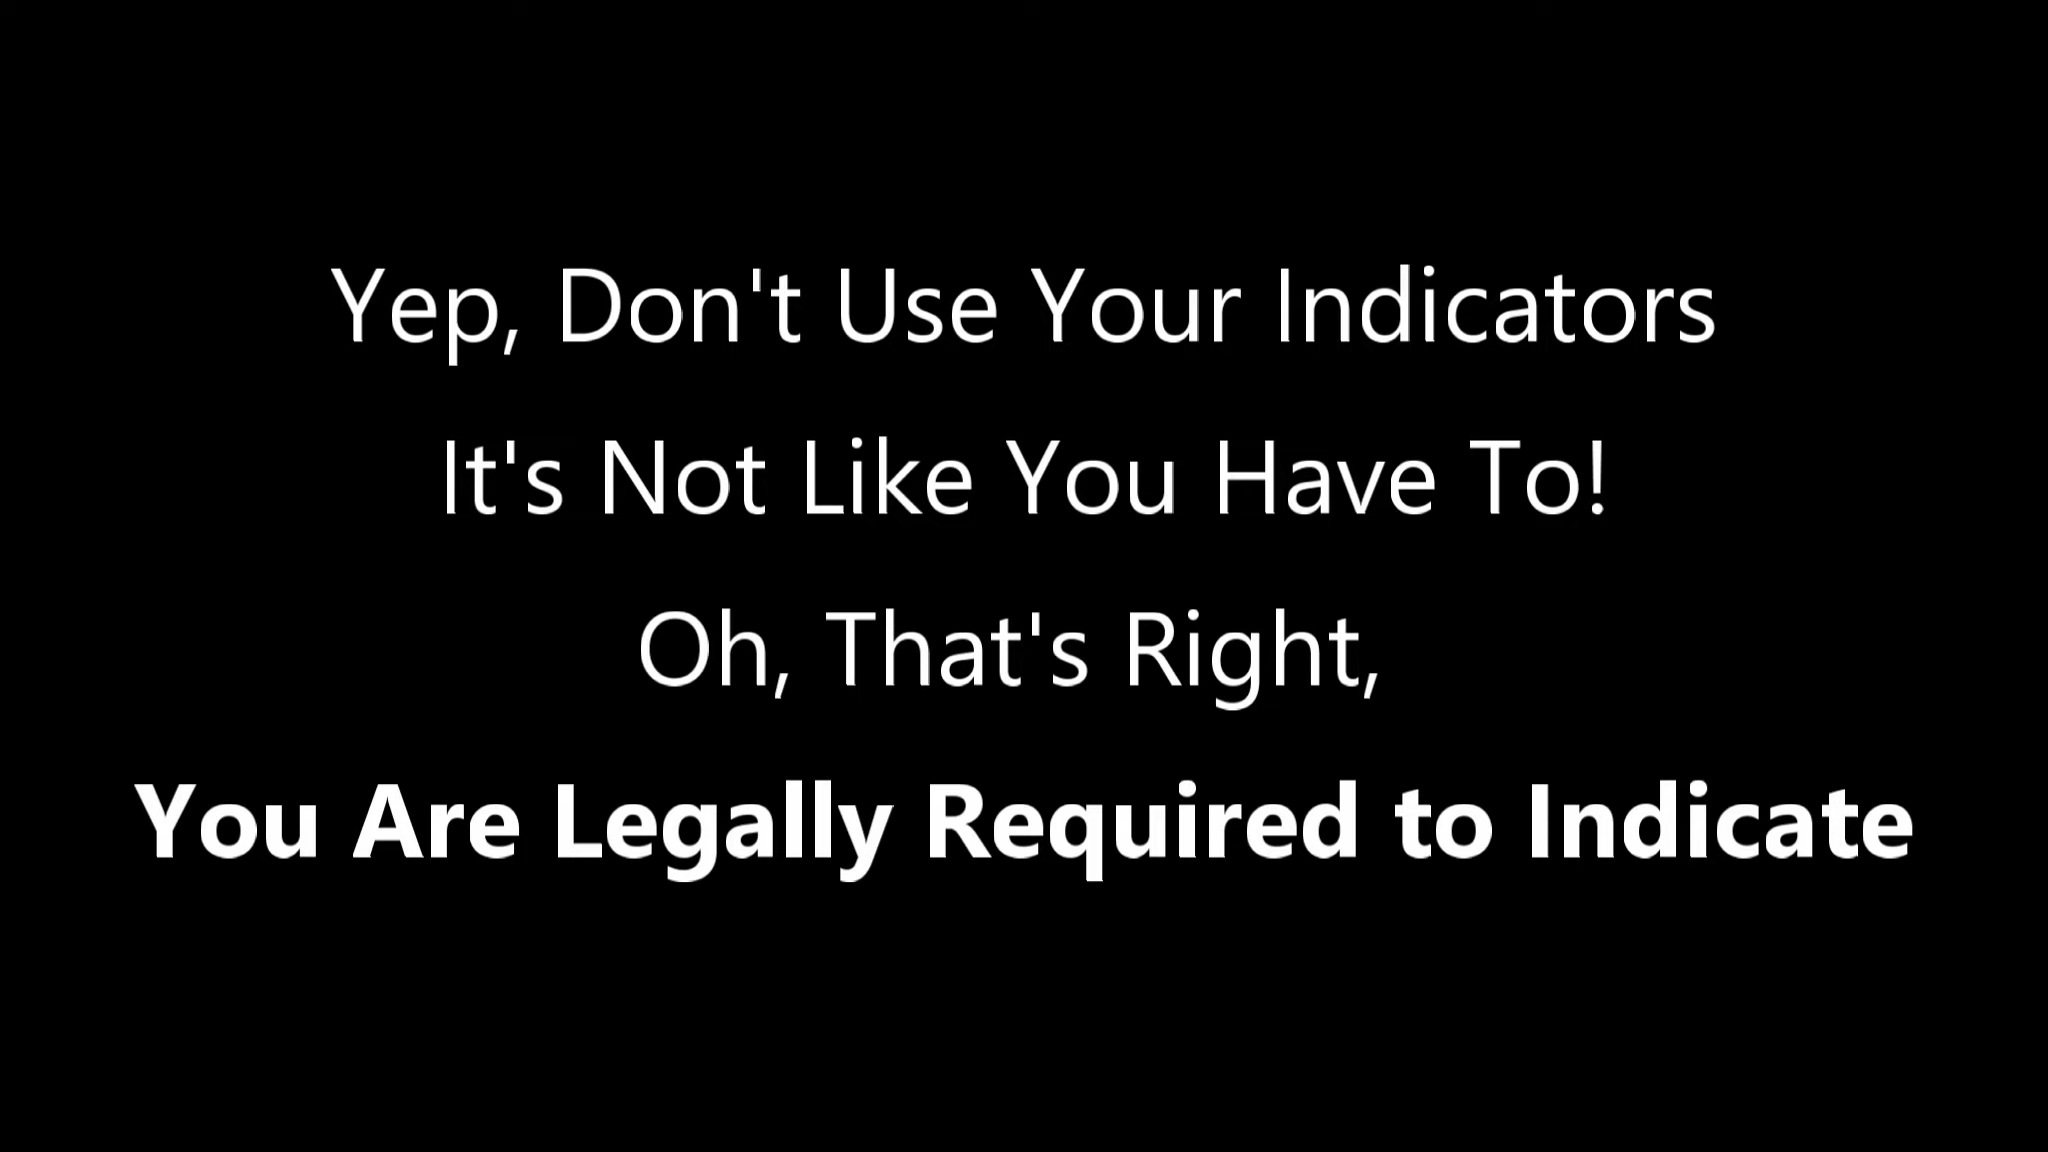 Yep, Don't Use Your Indicators
It's Not Like You Have To!
Oh, That's Right,
You Are Legally Required to Indicate